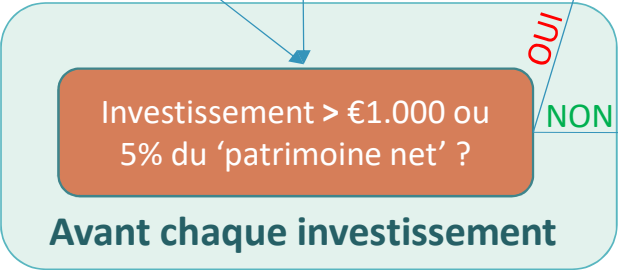 OUI
Investissement > €1.000 ou
5% du ‘patrimoine net’ ?
NON
Avant chaque investissement